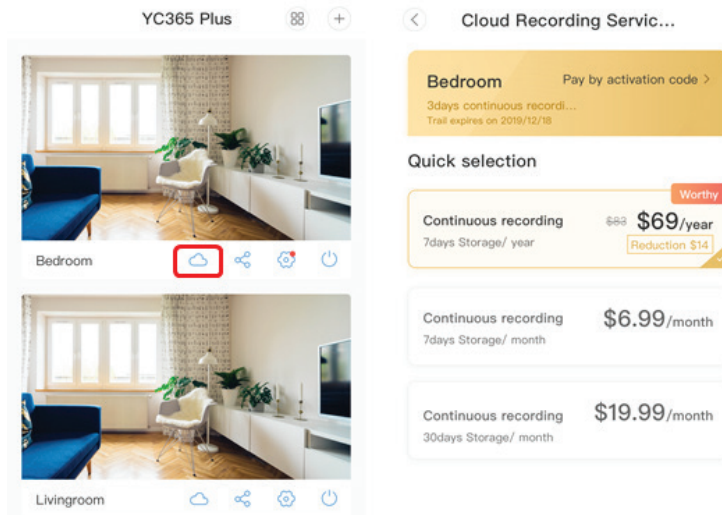 YC365 Plus
Bedroom
Livingroom
Cloud Recording Servic...
Bedroom
Pay by activation code >
3days continuous recordi...
Trail expires on 2019/12/18
Quick selection
Worthy
Continuous recording
$83 $69/year
7days Storage/ year
Reduction $14
Continuous recording
$6.99/month
7days Storage/ month
Continuous recording
$19.99/month
30days Storage/ month